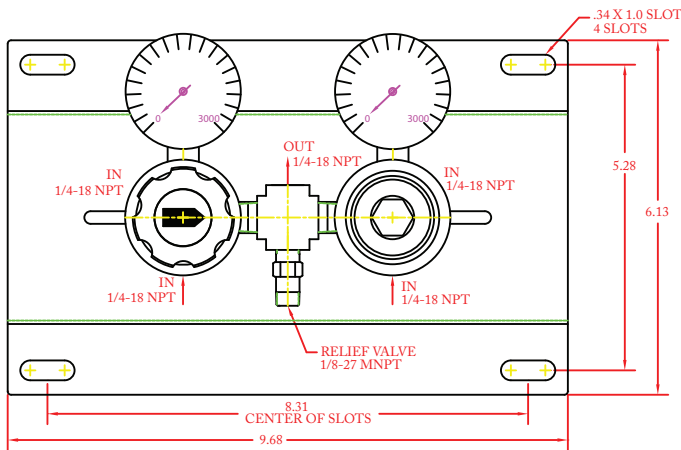 .34 X 1.0 SLOT
4 SLOTS
0
3000
0
3000
OUT
1/4-18 NPT
IN
1/4-18 NPT
IN
1/4-18 NPT
5.28
6.13
IN
1/4-18 NPT
IN
1/4-18 NPT
RELIEF VALVE
1/8-27 MNPT
8.31
CENTER OF SLOTS
9.68